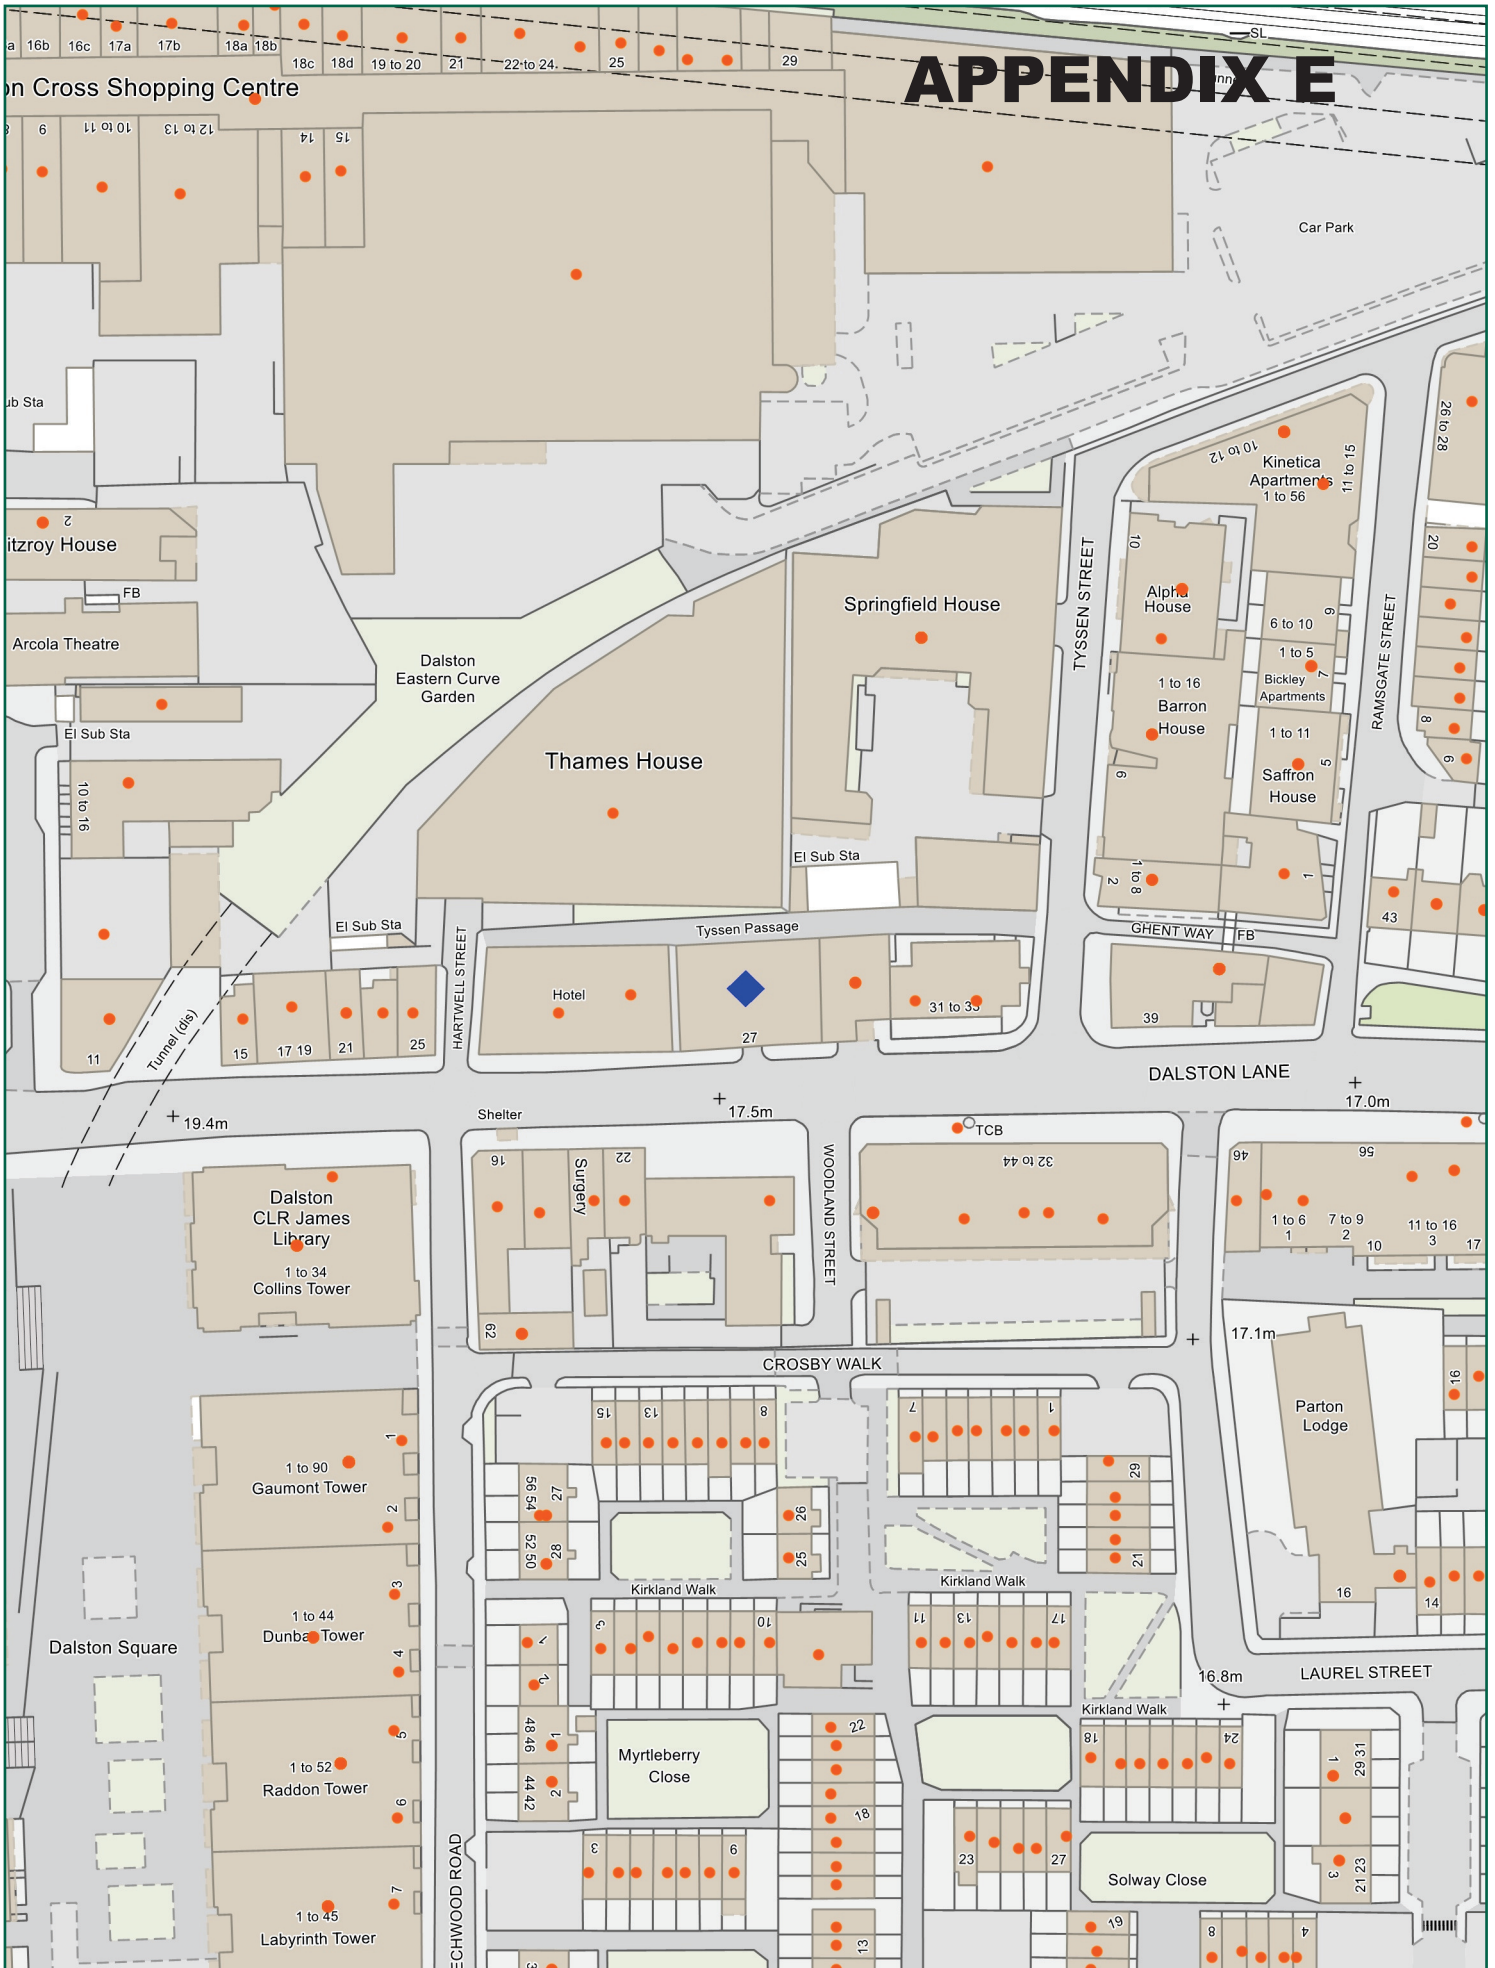 APPENDIX E
a
16b
16c
17a
17b
18a
18b
18c
18d
19 to 20
21
22 to 24
25
29
SL
on Cross Shopping Centre
9
10 to 11
12 to 13
14
15
Car Park
ub Sta
2
itzroy House
FB
Arcola Theatre
El Sub Sta
10 to 16
Dalston
Eastern Curve
Garden
Thames House
Springfield House
El Sub Sta
TYSSEN STREET
10 to 12
Kinetica
Apartments
1 to 56
11 to 15
26 to 28
10
Alpha
House
20
9
6 to 10
1 to 5
Bickley
Apartments
7
1 to 16
Barron
House
9
1 to 11
Saffron
House
5
RAMSGATE STREET
8
6
2
1 to 8
1
43
GHENT WAY
FB
39
El Sub Sta
HARTWELL STREET
Tyssen Passage
Hotel
27
31 to 33
11
Tunnel (dis)
15
17 19
21
25
DALSTON LANE
19.4m
17.5m
17.0m
Shelter
TCB
Dalston
CLR James
Library
1 to 34
Collins Tower
16
Surgery
22
62
WOODLAND STREET
32 to 44
46
56
1 to 6
1
7 to 9
2
10
11 to 16
3
17
CROSBY WALK
17.1m
Parton
Lodge
16
16
14
1 to 90
Gaumont Tower
1
2
1 to 44
Dunbar Tower
3
4
1 to 52
Raddon Tower
5
6
1 to 45
Labyrinth Tower
7
Dalston Square
ECHWOOD ROAD
15
13
8
7
1
29
21
56 54
27
52 50
28
26
25
Kirkland Walk
Kirkland Walk
1
2
3
10
11
13
17
48 46
1
44 42
2
Myrtleberry
Close
22
18
13
3
6
3
Kirkland Walk
16.8m
LAUREL STREET
18
24
23
27
Solway Close
1
29 31
3
21 23
19
8
4